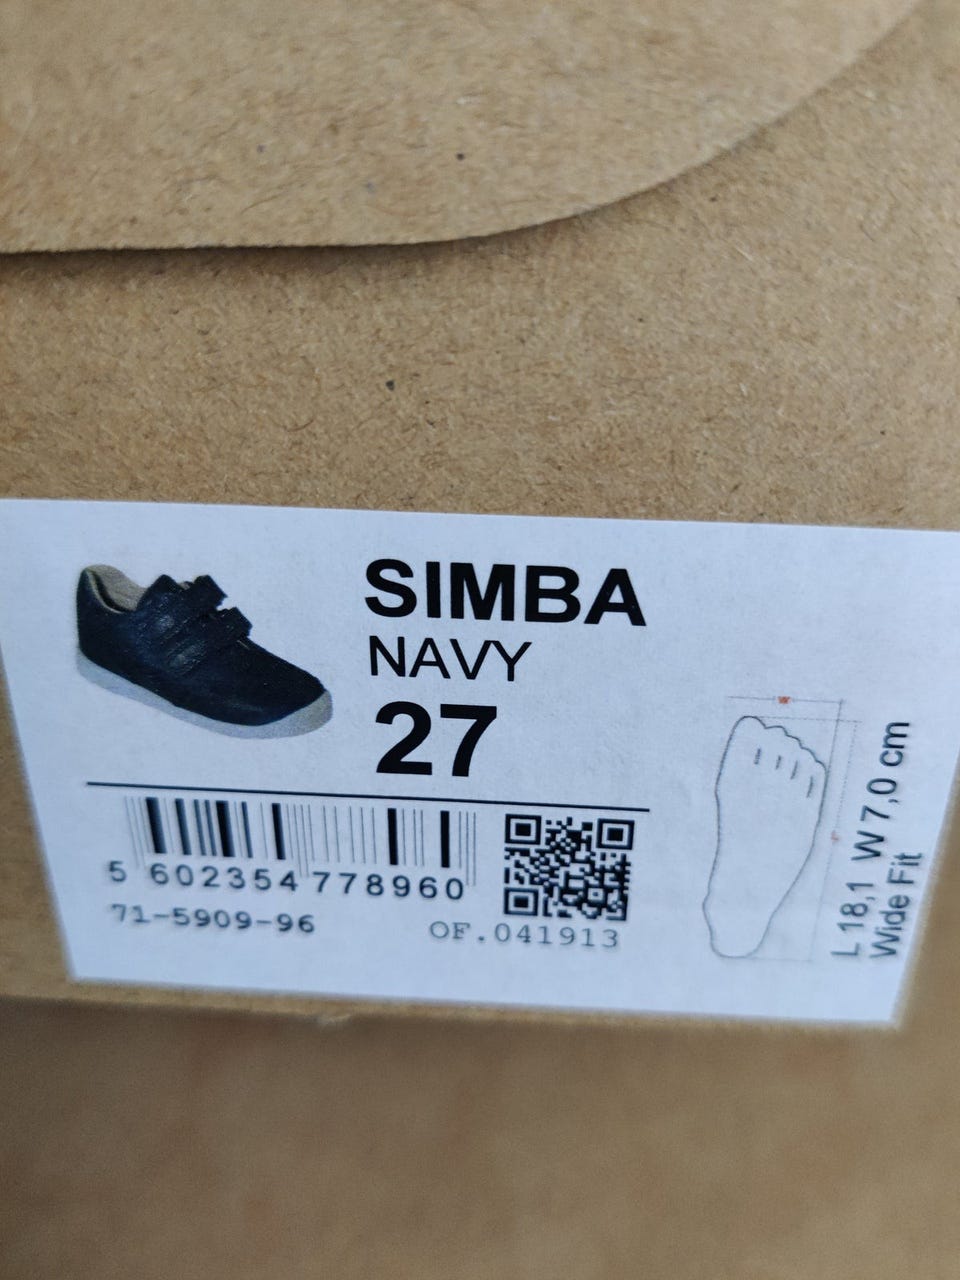 SIMBA
NAVY
27
5 602354 778960
71-5909-96
OF.041913
L 18,1 W 7,0 cm
Wide Fit